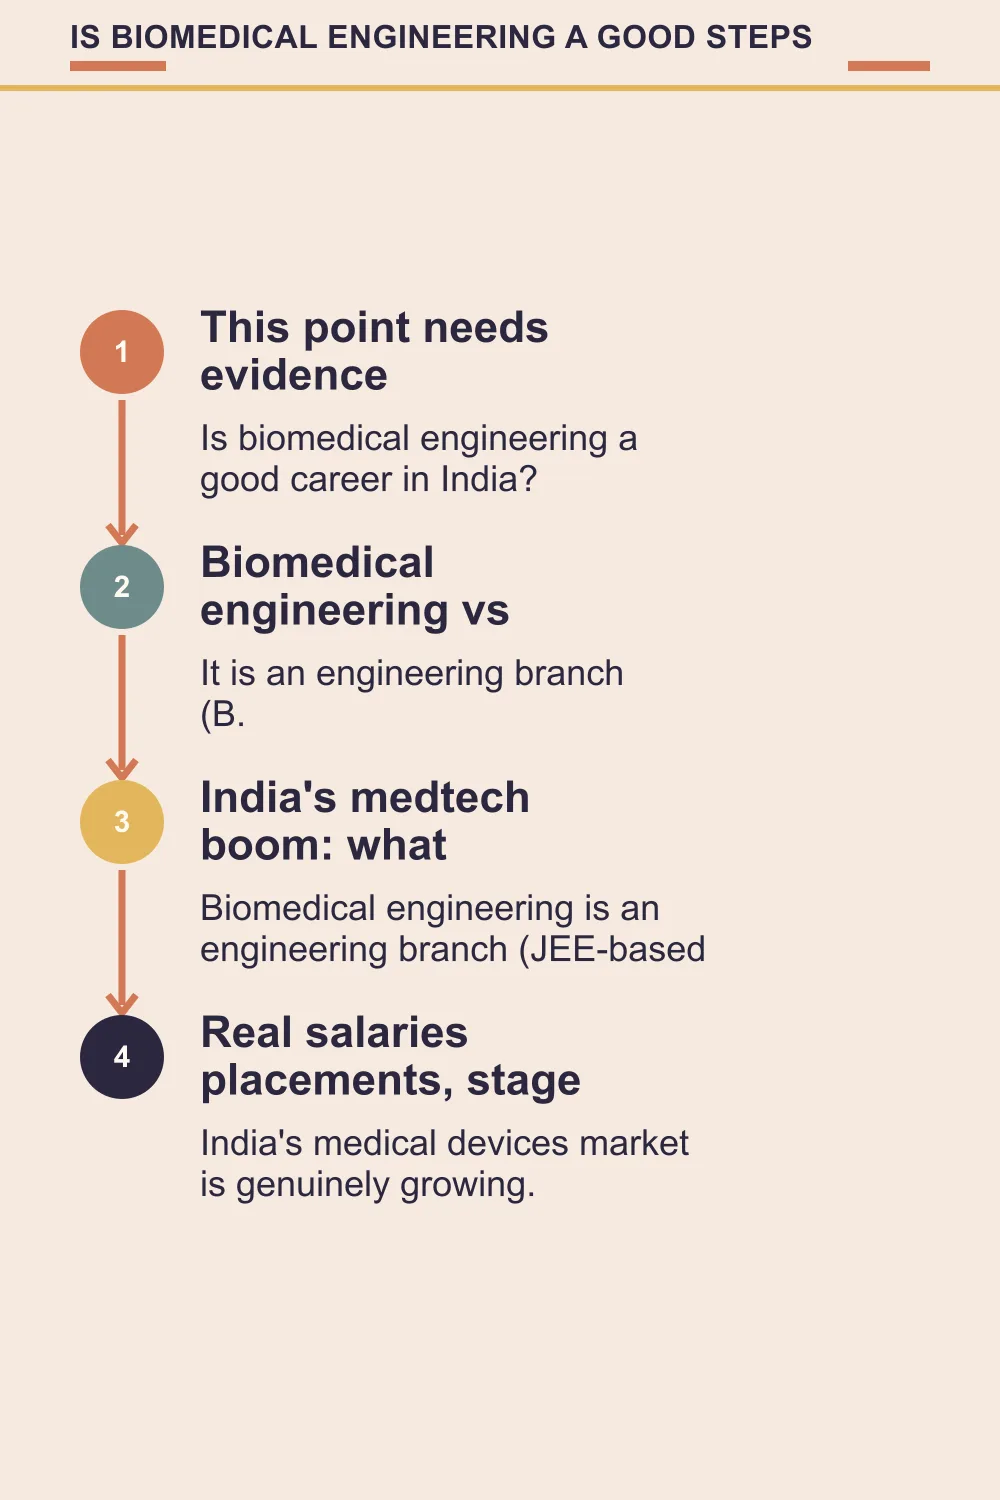 IS BIOMEDICAL ENGINEERING A GOOD STEPS
1
This point needs
evidence
Is biomedical engineering a
good career in India?
2
Biomedical
engineering vs
It is an engineering branch
(B.
3
India's medtech
boom: what
Biomedical engineering is an
engineering branch (JEE-based
4
Real salaries
placements, stage
India's medical devices market
is genuinely growing.